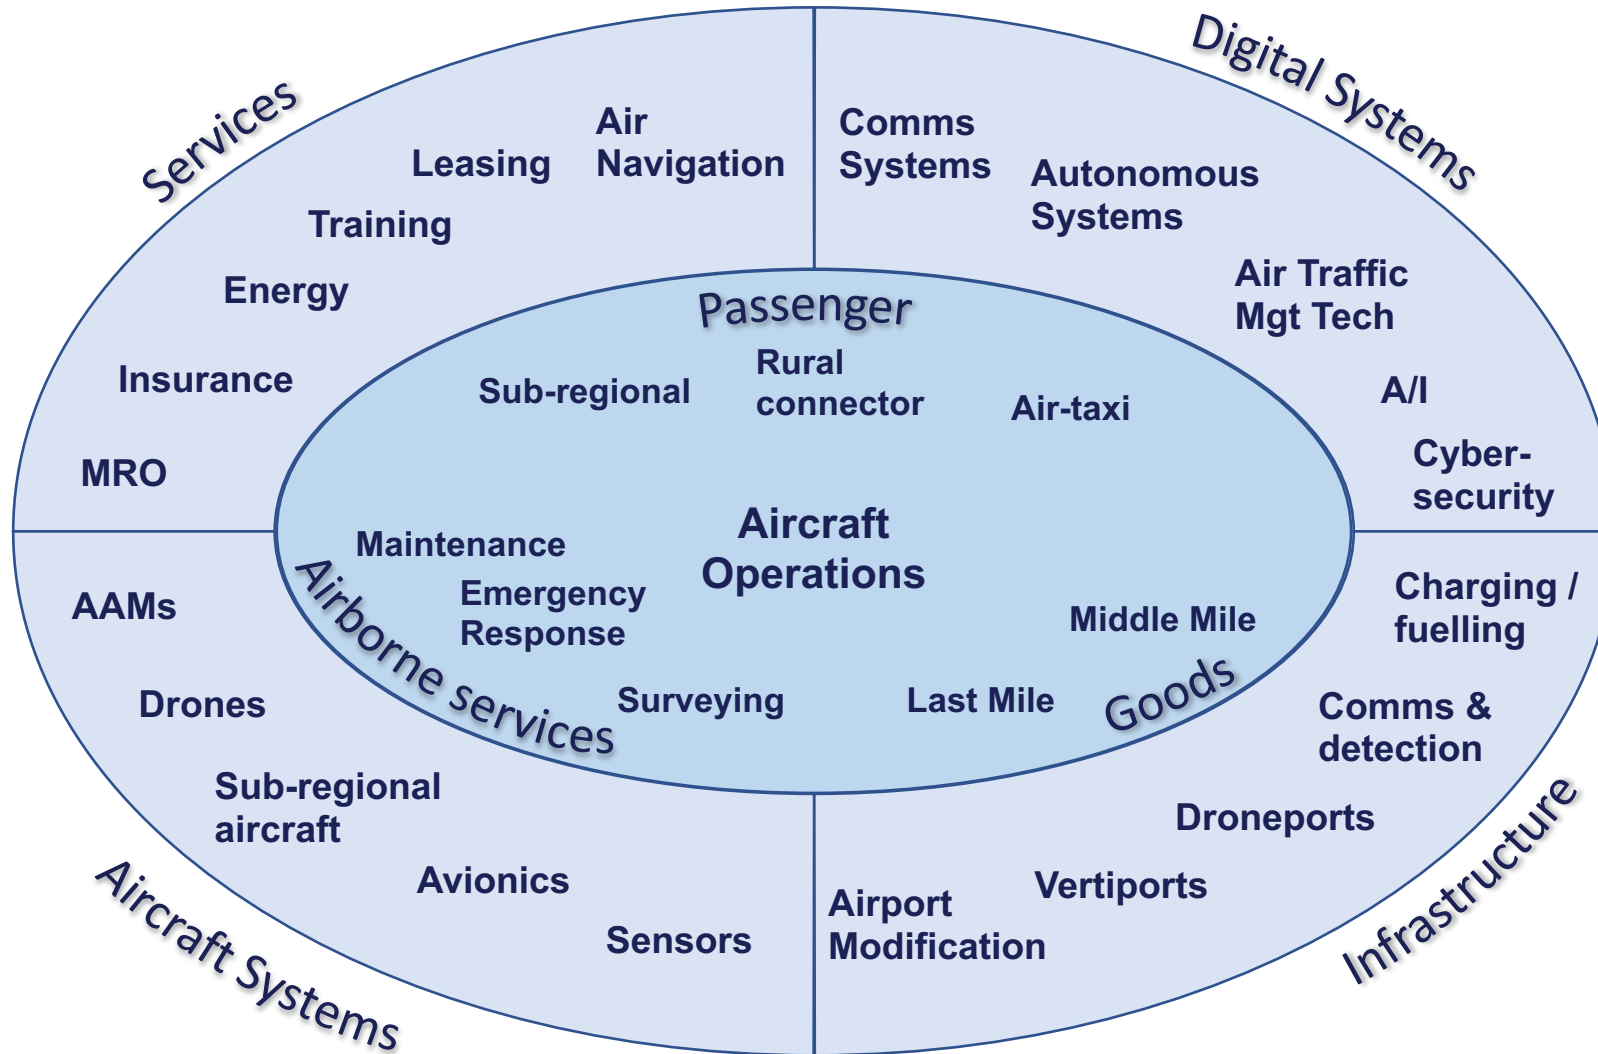 Services
Air
Navigation
Leasing
Training
Energy
Insurance
MRO
Digital Systems
Comms
Systems
Autonomous
Systems
Air Traffic
Mgt Tech
A/I
Cyber-
security
Passenger
Sub-regional
Rural
connector
Air-taxi
Aircraft
Operations
Maintenance
Emergency
Response
Surveying
Airborne services
Middle Mile
Last Mile
Goods
AAMs
Drones
Sub-regional
aircraft
Avionics
Sensors
Aircraft Systems
Charging /
fuelling
Comms &
detection
Droneports
Vertiports
Airport
Modification
Infrastructure